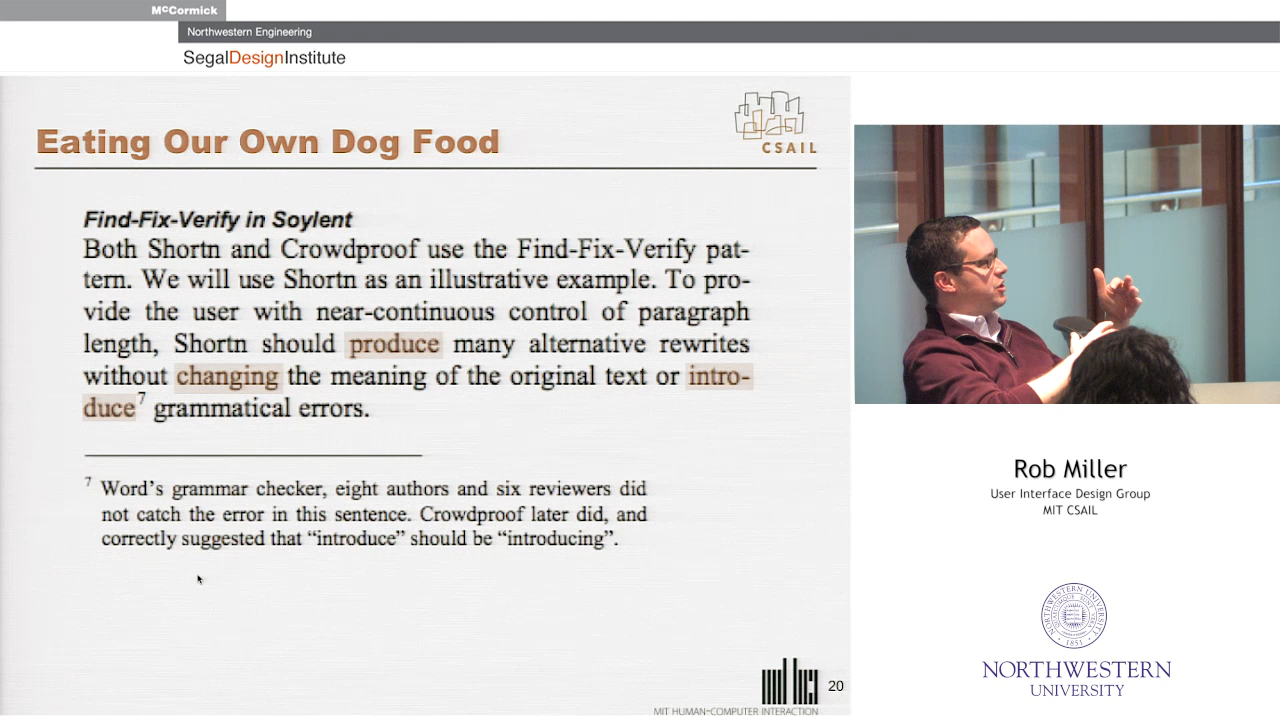 McCormick
Northwestern Engineering
SegalDesignInstitute
Eating Our Own Dog Food
CSAIL
Find-Fix-Verify in Soylent
Both Shortn and Crowdproof use the Find-Fix-Verify pat-
tern. We will use Shortn as an illustrative example. To pro-
vide the user with near-continuous control of paragraph
length, Shortn should produce many alternative rewrites
without changing the meaning of the original text or intro-
duce7 grammatical errors.
7 Word's grammar checker, eight authors and six reviewers did
not catch the error in this sentence. Crowdproof later did, and
correctly suggested that "introduce" should be "introducing".
20
MIT HUMAN-COMPUTER INTERACTION
Rob Miller
User Interface Design Group
MIT CSAIL
1851
NORTHWESTERN
UNIVERSITY